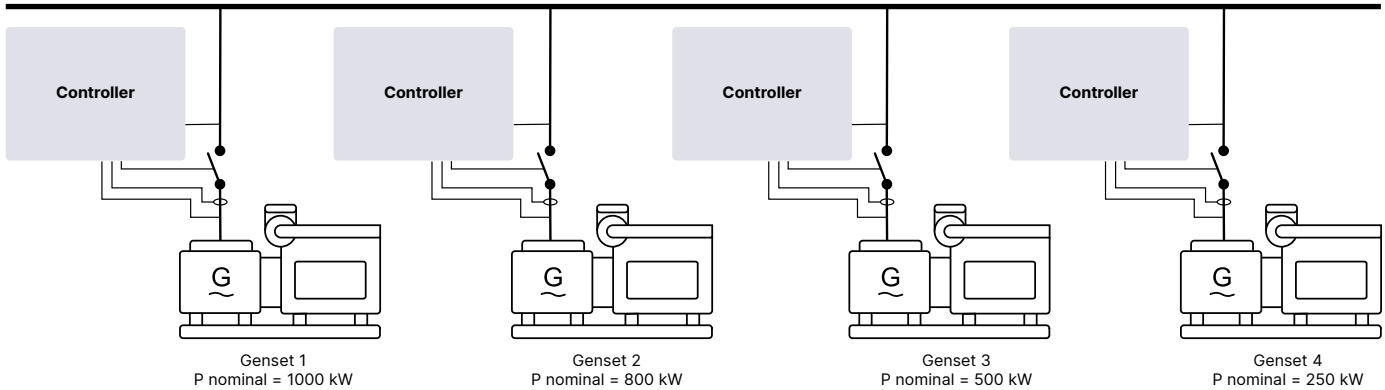 Controller
Controller
Controller
Controller
G
G
G
G
Genset 1
P nominal = 1000 kW
Genset 2
P nominal = 800 kW
Genset 3
P nominal = 500 kW
Genset 4
P nominal = 250 kW